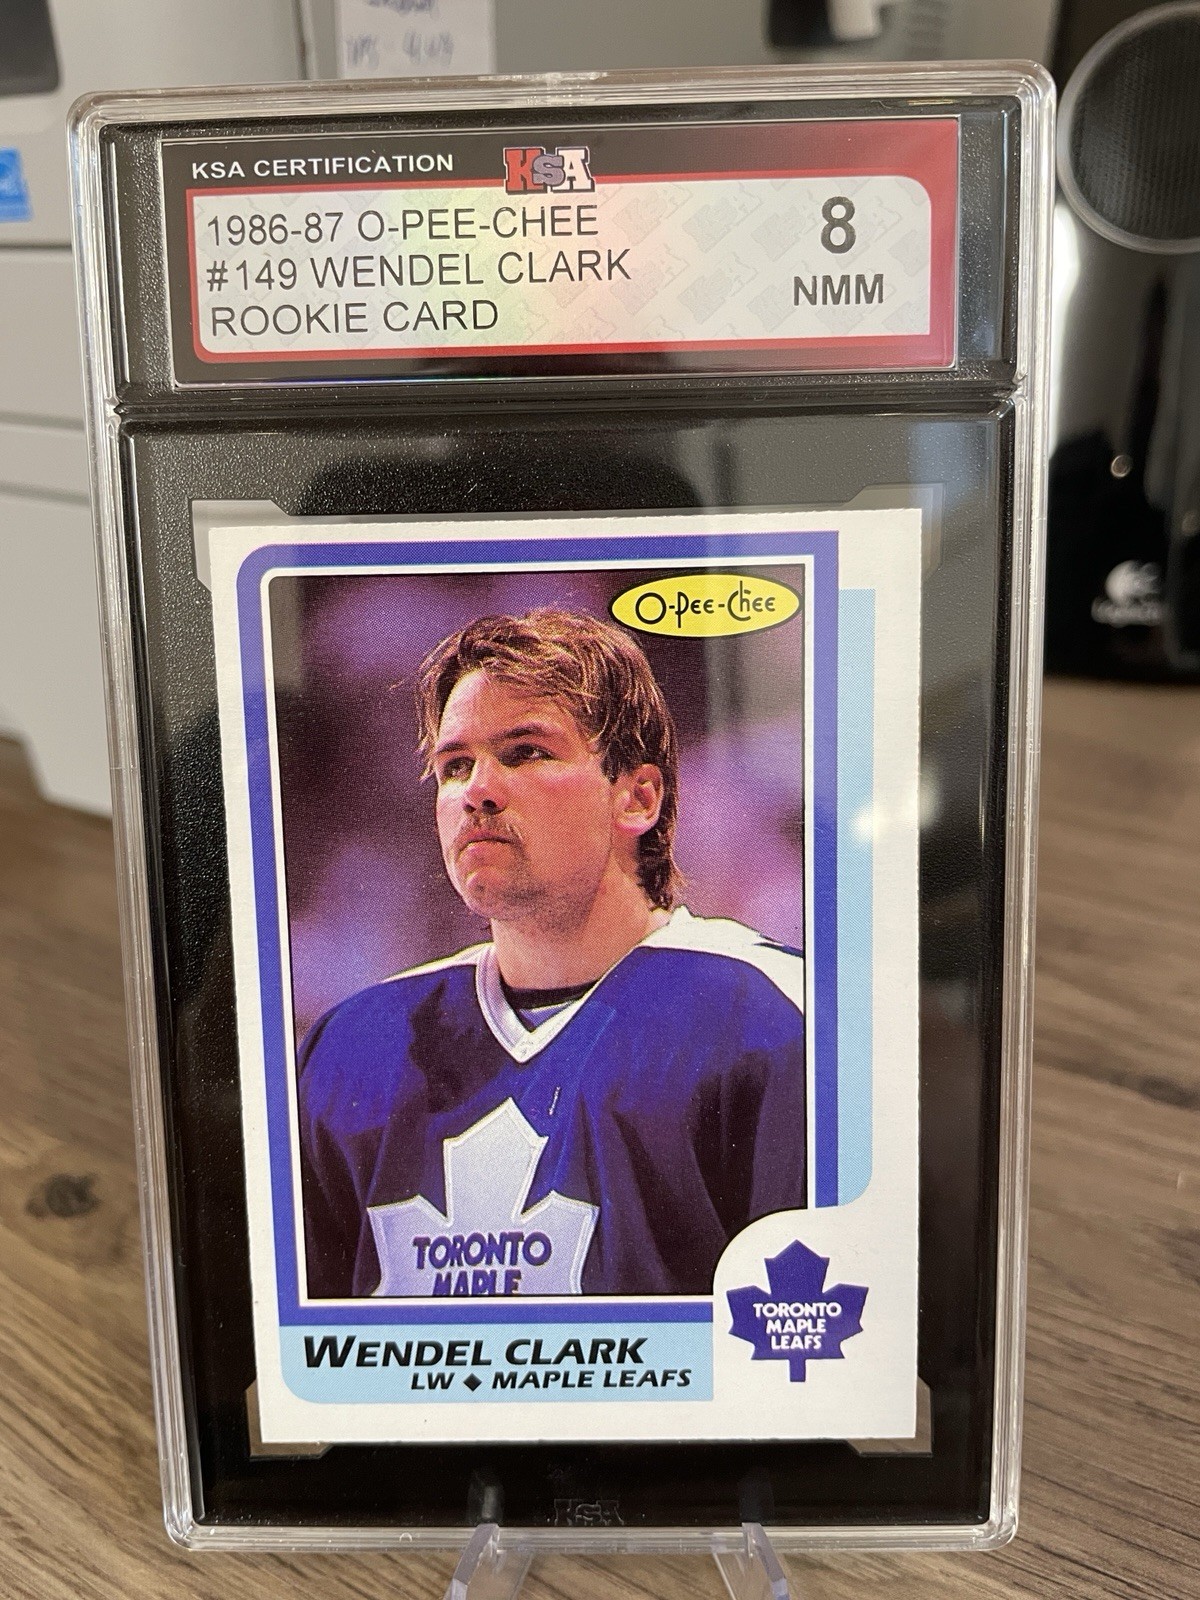 KSA CERTIFICATION
KSA
1986-87 O-PEE-CHEE
#149 WENDEL CLARK
ROOKIE CARD
8
NMM
O-Pee-Chee
TORONTO
MAPLE
TORONTO
MAPLE
LEAFS
WENDEL CLARK
LW ◆ MAPLE LEAFS
KSA